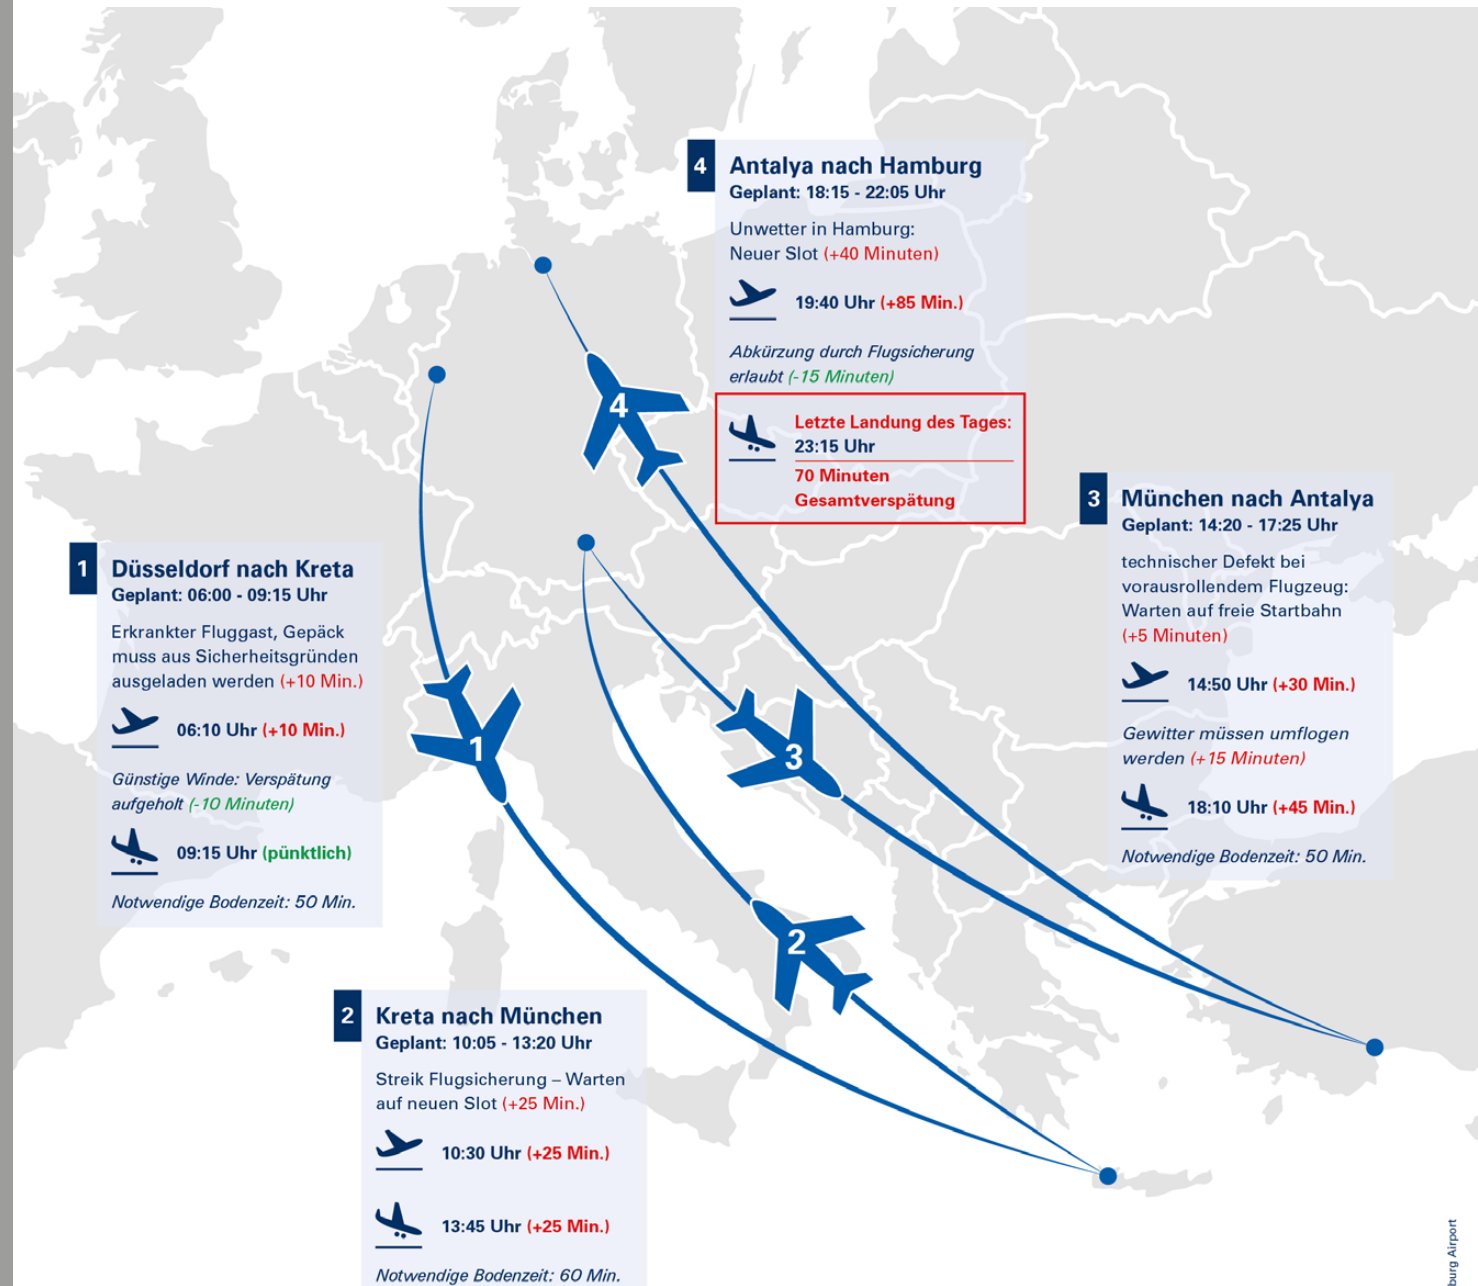 4
Antalya nach Hamburg
Geplant: 18:15 - 22:05 Uhr
Unwetter in Hamburg:
Neuer Slot (+40 Minuten)
19:40 Uhr (+85 Min.)
Abkürzung durch Flugsicherung
erlaubt (-15 Minuten)
Letzte Landung des Tages:
23:15 Uhr
70 Minuten
Gesamtverspätung
4
3
München nach Antalya
Geplant: 14:20 - 17:25 Uhr
technischer Defekt bei
vorausrollendem Flugzeug:
Warten auf freie Startbahn
(+5 Minuten)
14:50 Uhr (+30 Min.)
Gewitter müssen umflogen
werden (+15 Minuten)
18:10 Uhr (+45 Min.)
Notwendige Bodenzeit: 50 Min.
1
Düsseldorf nach Kreta
Geplant: 06:00 - 09:15 Uhr
Erkrankter Fluggast, Gepäck
muss aus Sicherheitsgründen
ausgeladen werden (+10 Min.)
06:10 Uhr (+10 Min.)
Günstige Winde: Verspätung
aufgeholt (-10 Minuten)
09:15 Uhr (pünktlich)
Notwendige Bodenzeit: 50 Min.
1
3
2
2
Kreta nach München
Geplant: 10:05 - 13:20 Uhr
Streik Flugsicherung – Warten
auf neuen Slot (+25 Min.)
10:30 Uhr (+25 Min.)
13:45 Uhr (+25 Min.)
Notwendige Bodenzeit: 60 Min.
burg Airport